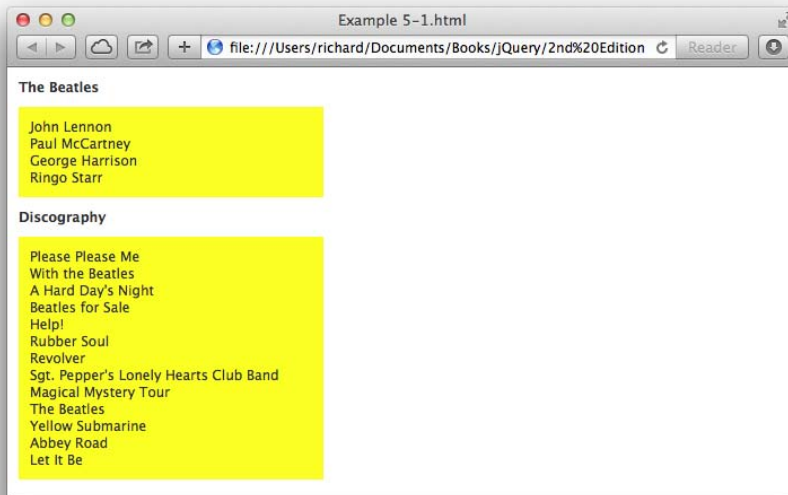 Example 5-1.html
file:///Users/richard/Documents/Books/jQuery/2nd%20Edition
Reader
The Beatles
John Lennon
Paul McCartney
George Harrison
Ringo Starr
Discography
Please Please Me
With the Beatles
A Hard Day's Night
Beatles for Sale
Help!
Rubber Soul
Revolver
Sgt. Pepper's Lonely Hearts Club Band
Magical Mystery Tour
The Beatles
Yellow Submarine
Abbey Road
Let It Be